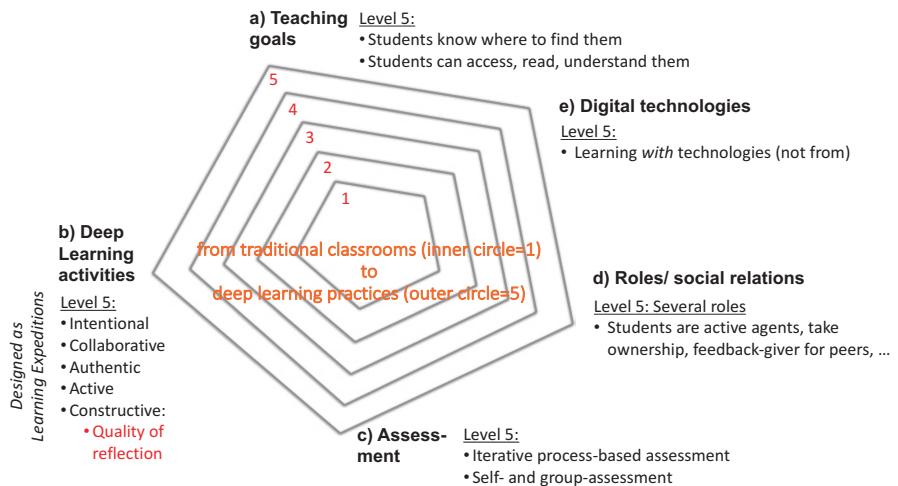 a) Teaching
goals
Level 5:
• Students know where to find them
• Students can access, read, understand them
e) Digital technologies
Level 5:
• Learning with technologies (not from)
5
4
3
2
1
from traditional classrooms (inner circle=1)
to
deep learning practices (outer circle=5)
b) Deep
Learning
activities
Level 5:
• Intentional
• Collaborative
• Authentic
• Active
• Constructive:
• Quality of
reflection
Designed as
Learning Expeditions
d) Roles/ social relations
Level 5: Several roles
• Students are active agents, take
ownership, feedback-giver for peers, ...
c) Assess-
ment
Level 5:
• Iterative process-based assessment
• Self- and group-assessment